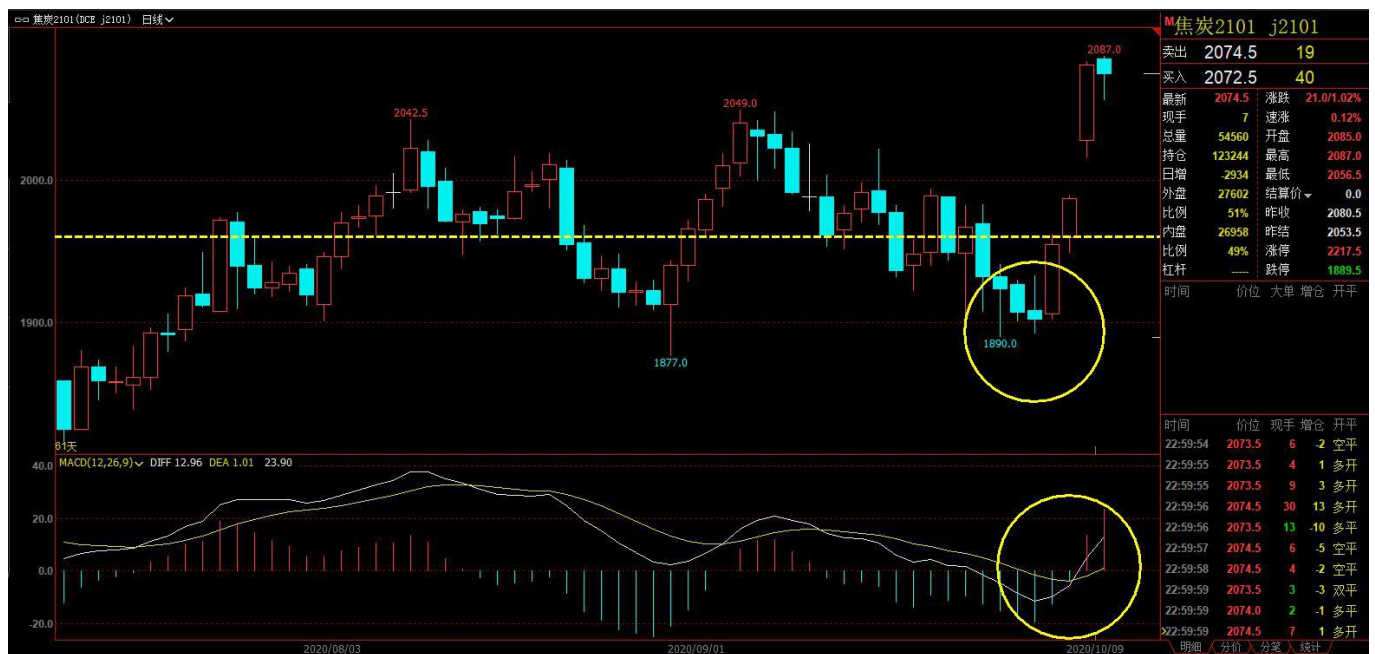 焦炭2101(DCE j2101) 日线
2087.0
2049.0
2042.5
2000.0
1900.0
1890.0
1877.0
61天
MACD(12,26,9) DIFF 12.96 DEA 1.01 23.90
40.0
20.0
0.0
-20.0
2020/08/03 2020/09/01 2020/10/09
M焦炭2101 j2101
卖出 2074.5 19
买入 2072.5 40
最新 2074.5 涨跌 21.0/1.02%
现手 7 速涨 0.12%
总量 54560 开盘 2085.0
持仓 123244 最高 2087.0
日增 -2934 最低 2056.5
外盘 27602 结算价 0.0
比例 51% 昨收 2080.5
内盘 26958 昨结 2053.5
比例 49% 涨停 2217.5
杠杆 ---- 跌停 1889.5
时间 价位 大单 增仓 开平
时间 价位 现手 增仓 开平
22:59:54 2073.5 6 -2 空平
22:59:55 2073.5 4 1 多开
22:59:55 2073.5 9 3 多开
22:59:56 2074.5 30 13 多开
22:59:56 2073.5 13 -10 多平
22:59:57 2074.5 6 -5 空平
22:59:58 2074.5 4 -2 空平
22:59:59 2073.5 3 -3 双平
22:59:59 2074.0 2 -1 多平
22:59:59 2074.5 7 1 多开
明细 分价 分笔 统计